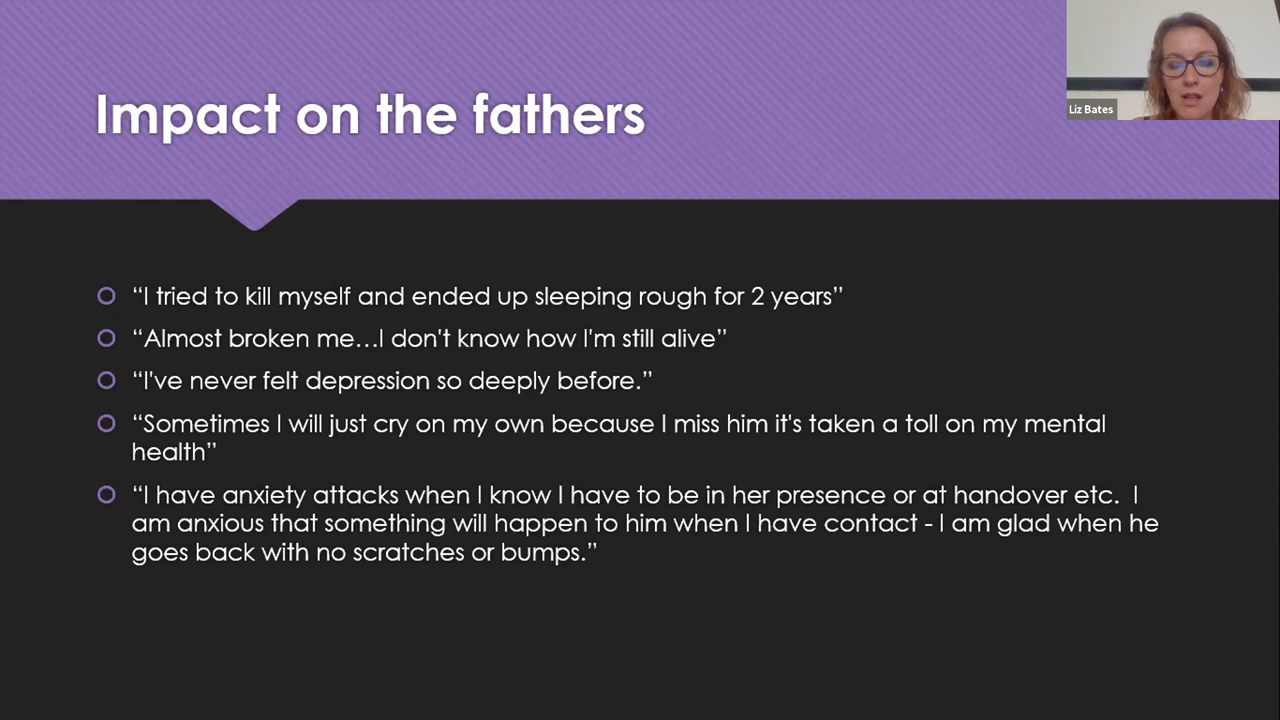 Impact on the fathers
Liz Bates
“I tried to kill myself and ended up sleeping rough for 2 years”
“Almost broken me…I don't know how I'm still alive”
“I've never felt depression so deeply before.”
“Sometimes I will just cry on my own because I miss him it's taken a toll on my mental
health”
“I have anxiety attacks when I know I have to be in her presence or at handover etc.  I
am anxious that something will happen to him when I have contact - I am glad when he
goes back with no scratches or bumps.”